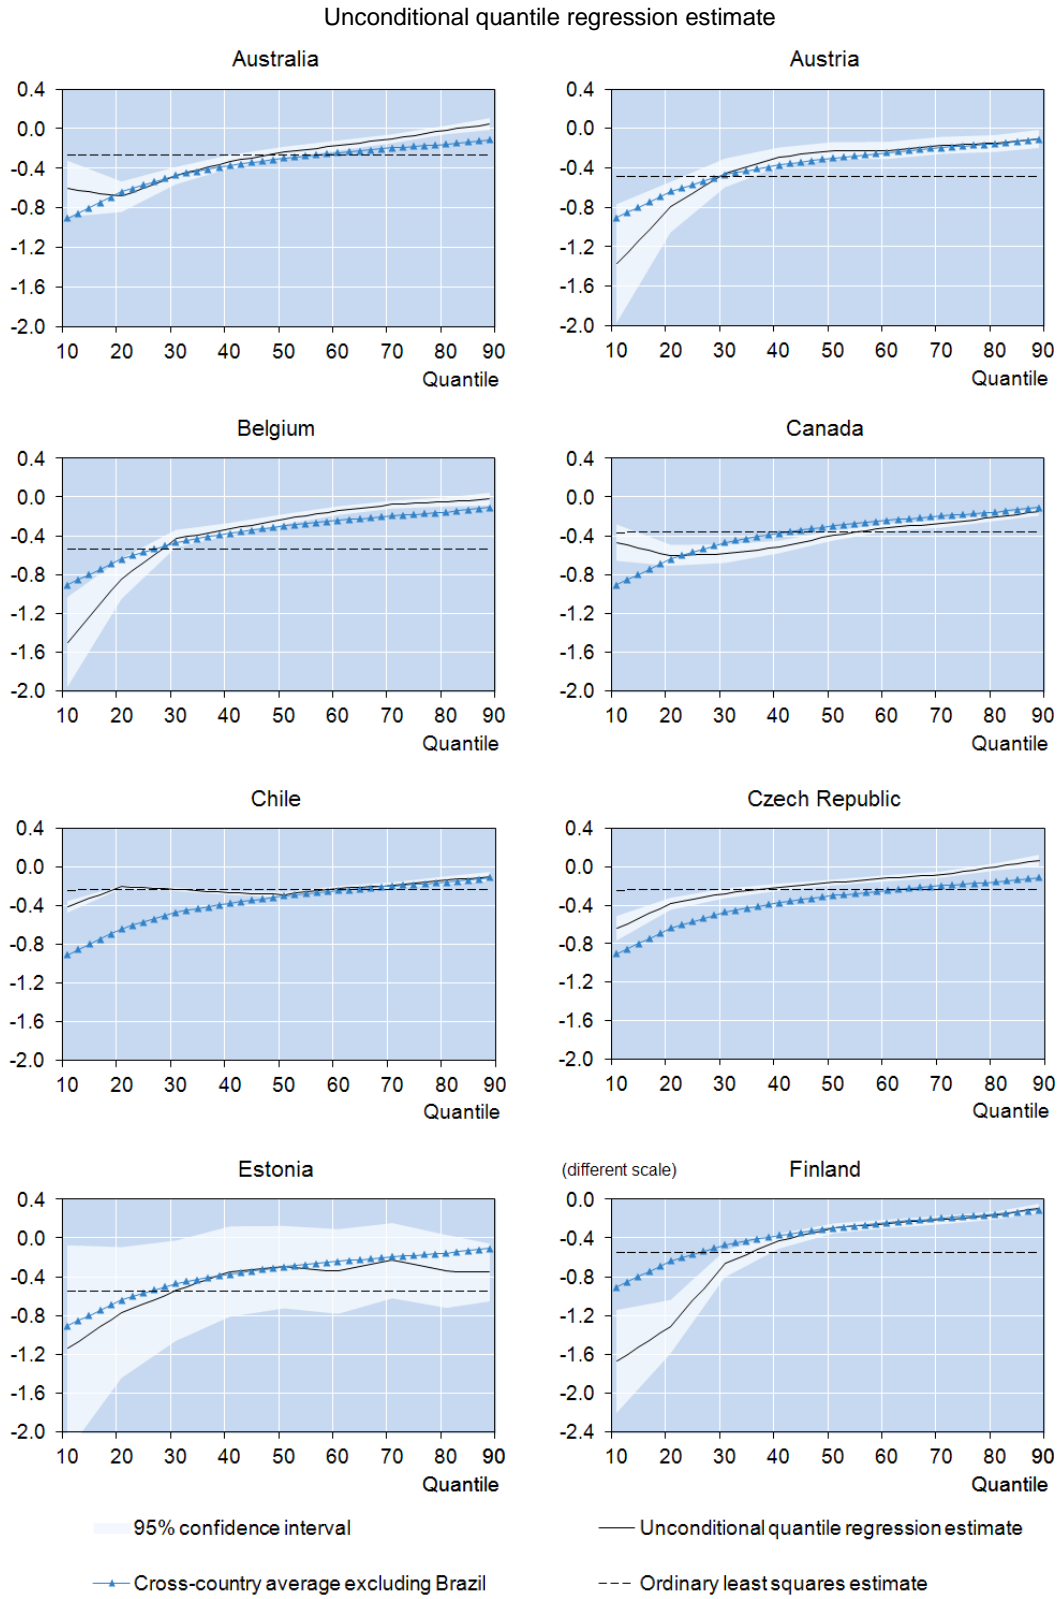 Unconditional quantile regression estimate
Australia
0.4
0.0
-0.4
-0.8
-1.2
-1.6
-2.0
10 20 30 40 50 60 70 80 90
Quantile
Austria
0.4
0.0
-0.4
-0.8
-1.2
-1.6
-2.0
10 20 30 40 50 60 70 80 90
Quantile
Belgium
0.4
0.0
-0.4
-0.8
-1.2
-1.6
-2.0
10 20 30 40 50 60 70 80 90
Quantile
Canada
0.4
0.0
-0.4
-0.8
-1.2
-1.6
-2.0
10 20 30 40 50 60 70 80 90
Quantile
Chile
0.4
0.0
-0.4
-0.8
-1.2
-1.6
-2.0
10 20 30 40 50 60 70 80 90
Quantile
Czech Republic
0.4
0.0
-0.4
-0.8
-1.2
-1.6
-2.0
10 20 30 40 50 60 70 80 90
Quantile
Estonia
0.4
0.0
-0.4
-0.8
-1.2
-1.6
-2.0
10 20 30 40 50 60 70 80 90
Quantile
(different scale) Finland
0.0
-0.4
-0.8
-1.2
-1.6
-2.0
-2.4
10 20 30 40 50 60 70 80 90
Quantile
95% confidence interval
Unconditional quantile regression estimate
Cross-country average excluding Brazil
Ordinary least squares estimate